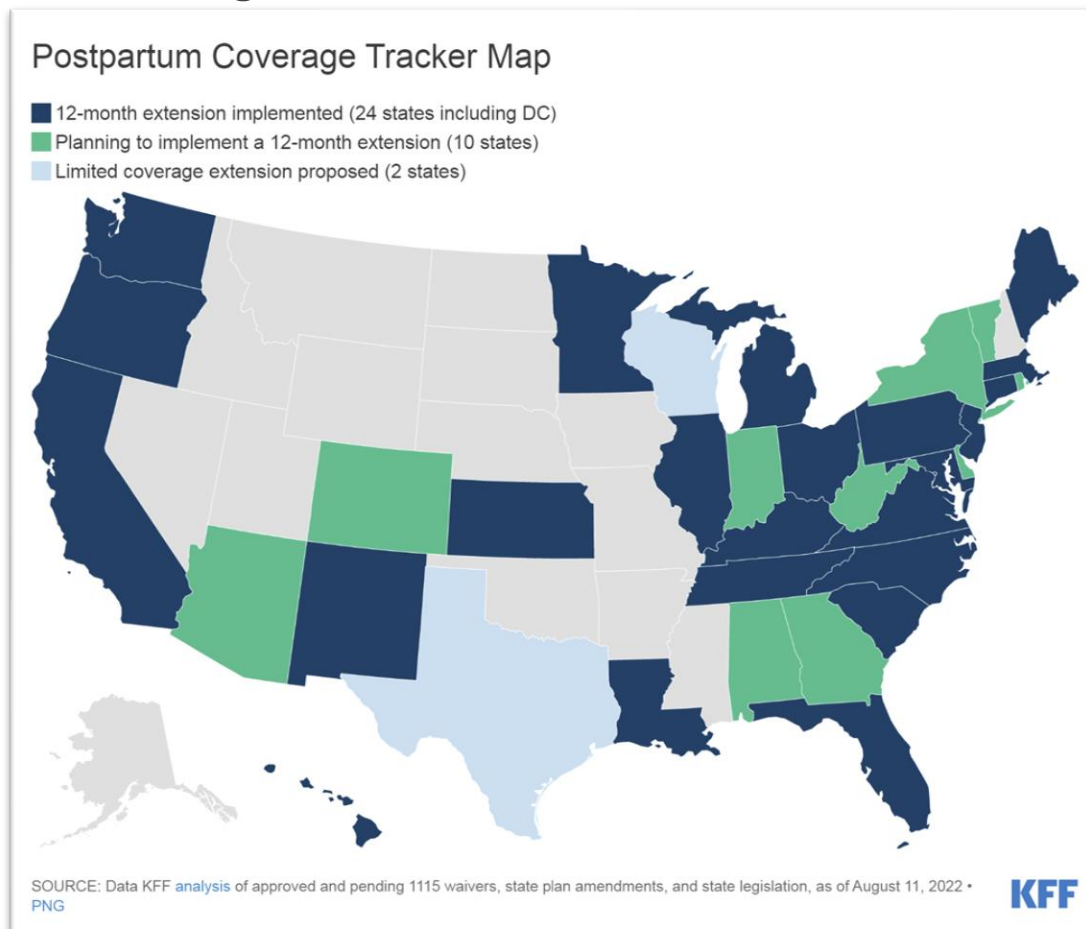 Postpartum Coverage Tracker Map
12-month extension implemented (24 states including DC)
Planning to implement a 12-month extension (10 states)
Limited coverage extension proposed (2 states)
SOURCE: Data KFF analysis of approved and pending 1115 waivers, state plan amendments, and state legislation, as of August 11, 2022 •
PNG
KFF